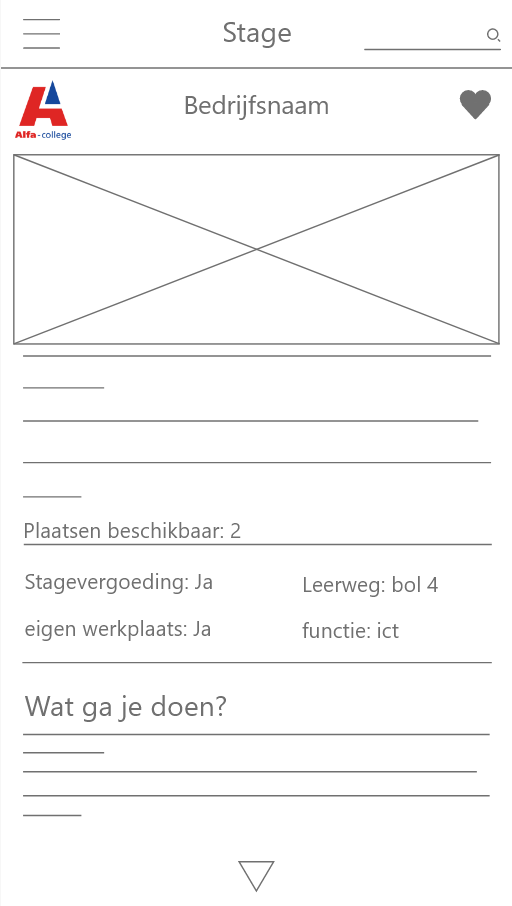 Stage
Bedrijfsnaam
Alfa-college
Plaatsen beschikbaar: 2
Stagevergoeding: Ja
Leerweg: bol 4
eigen werkplaats: Ja
functie: ict
Wat ga je doen?